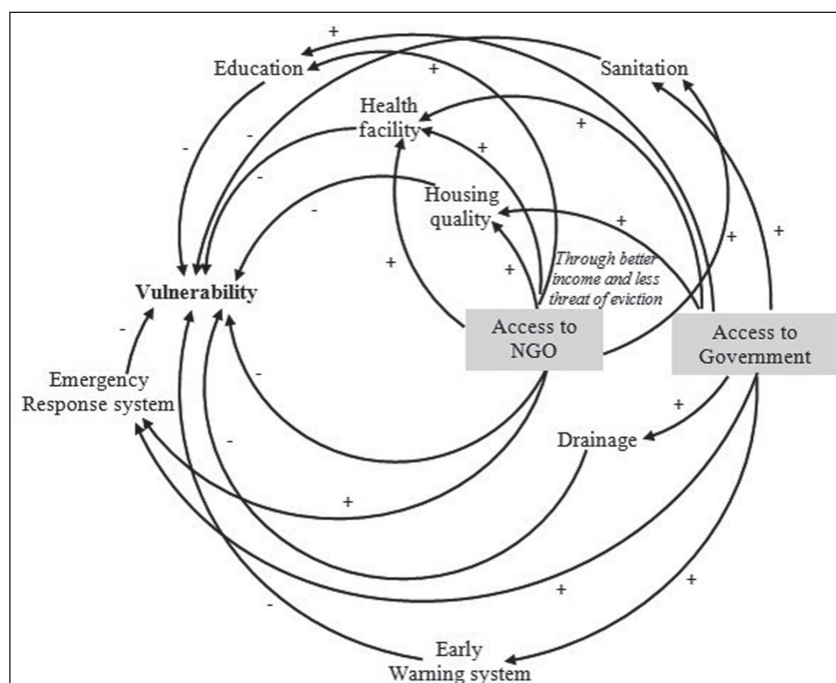 +
Education
+
Sanitation
Health
facility
-
-
+
+
-
Housing
quality
-
+
+
+
+
+
Through better
income and less
threat of eviction
Vulnerability
-
Access to
NGO
Access to
Government
Emergency
Response system
-
+
Drainage
-
+
+
+
-
Early
Warning system